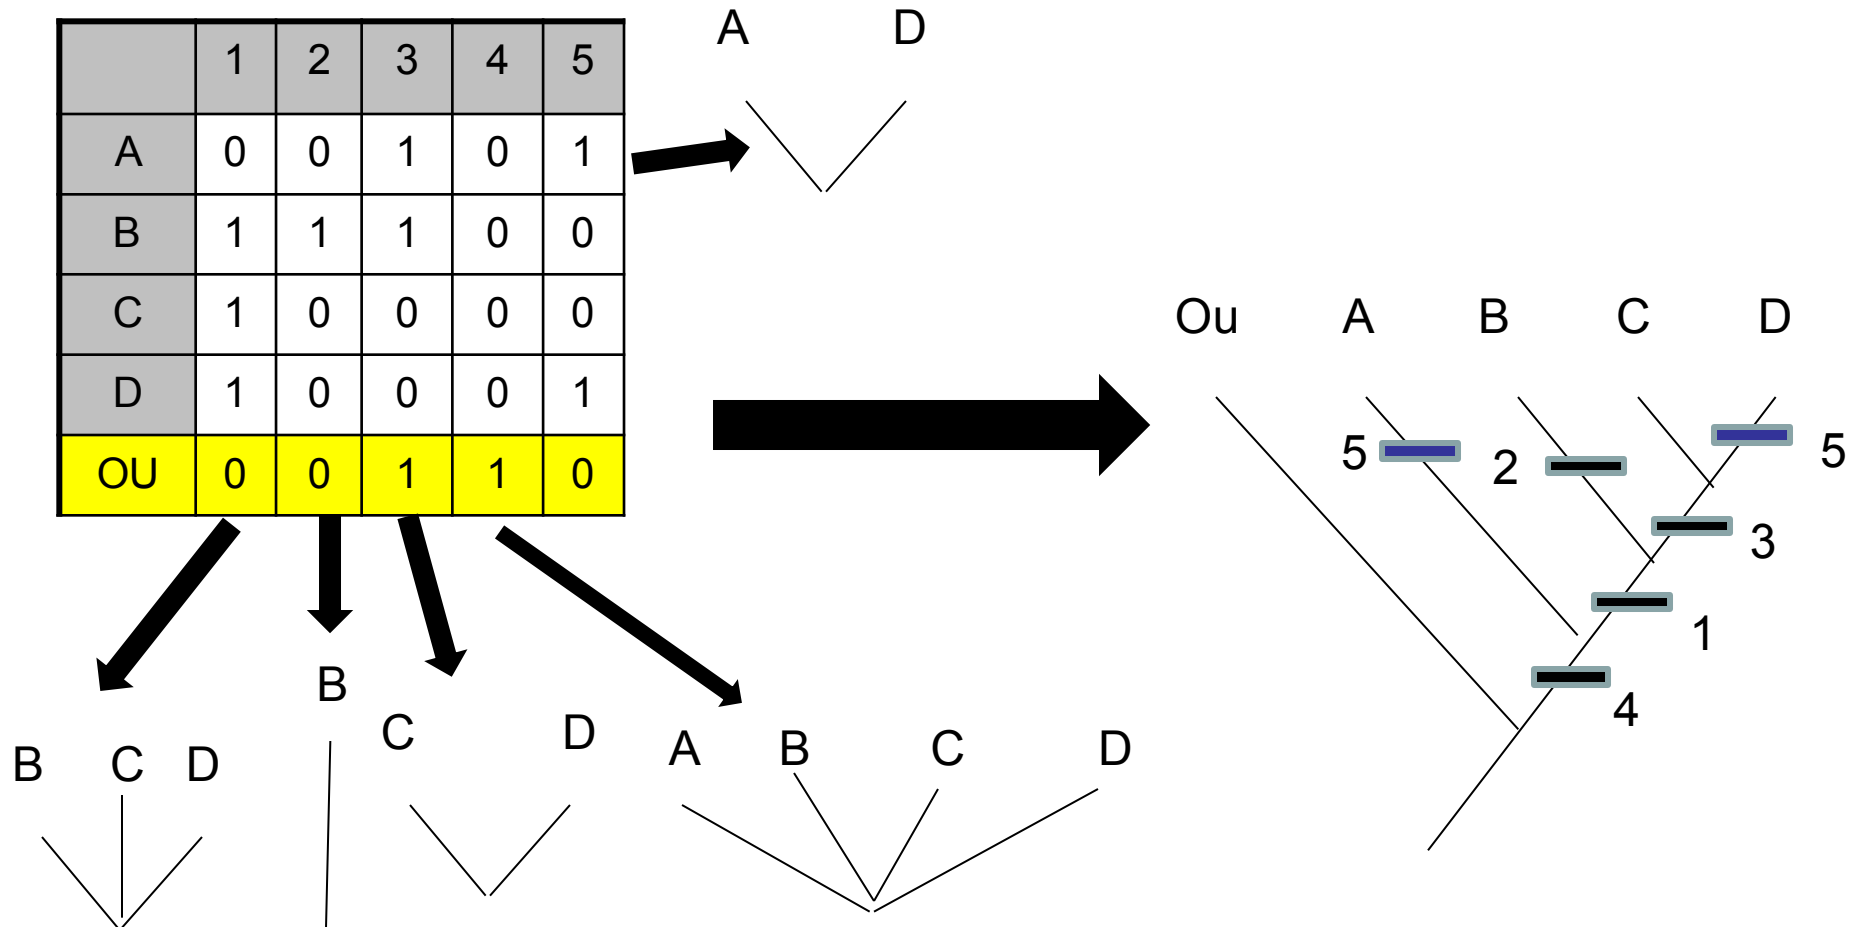 1 2 3 4 5
A 0 0 1 0 1
B 1 1 1 0 0
C 1 0 0 0 0
D 1 0 0 0 1
OU 0 0 1 1 0
A D
B C D
B
C D
A B C D
Ou A B C D
5 2 5
3
1
4